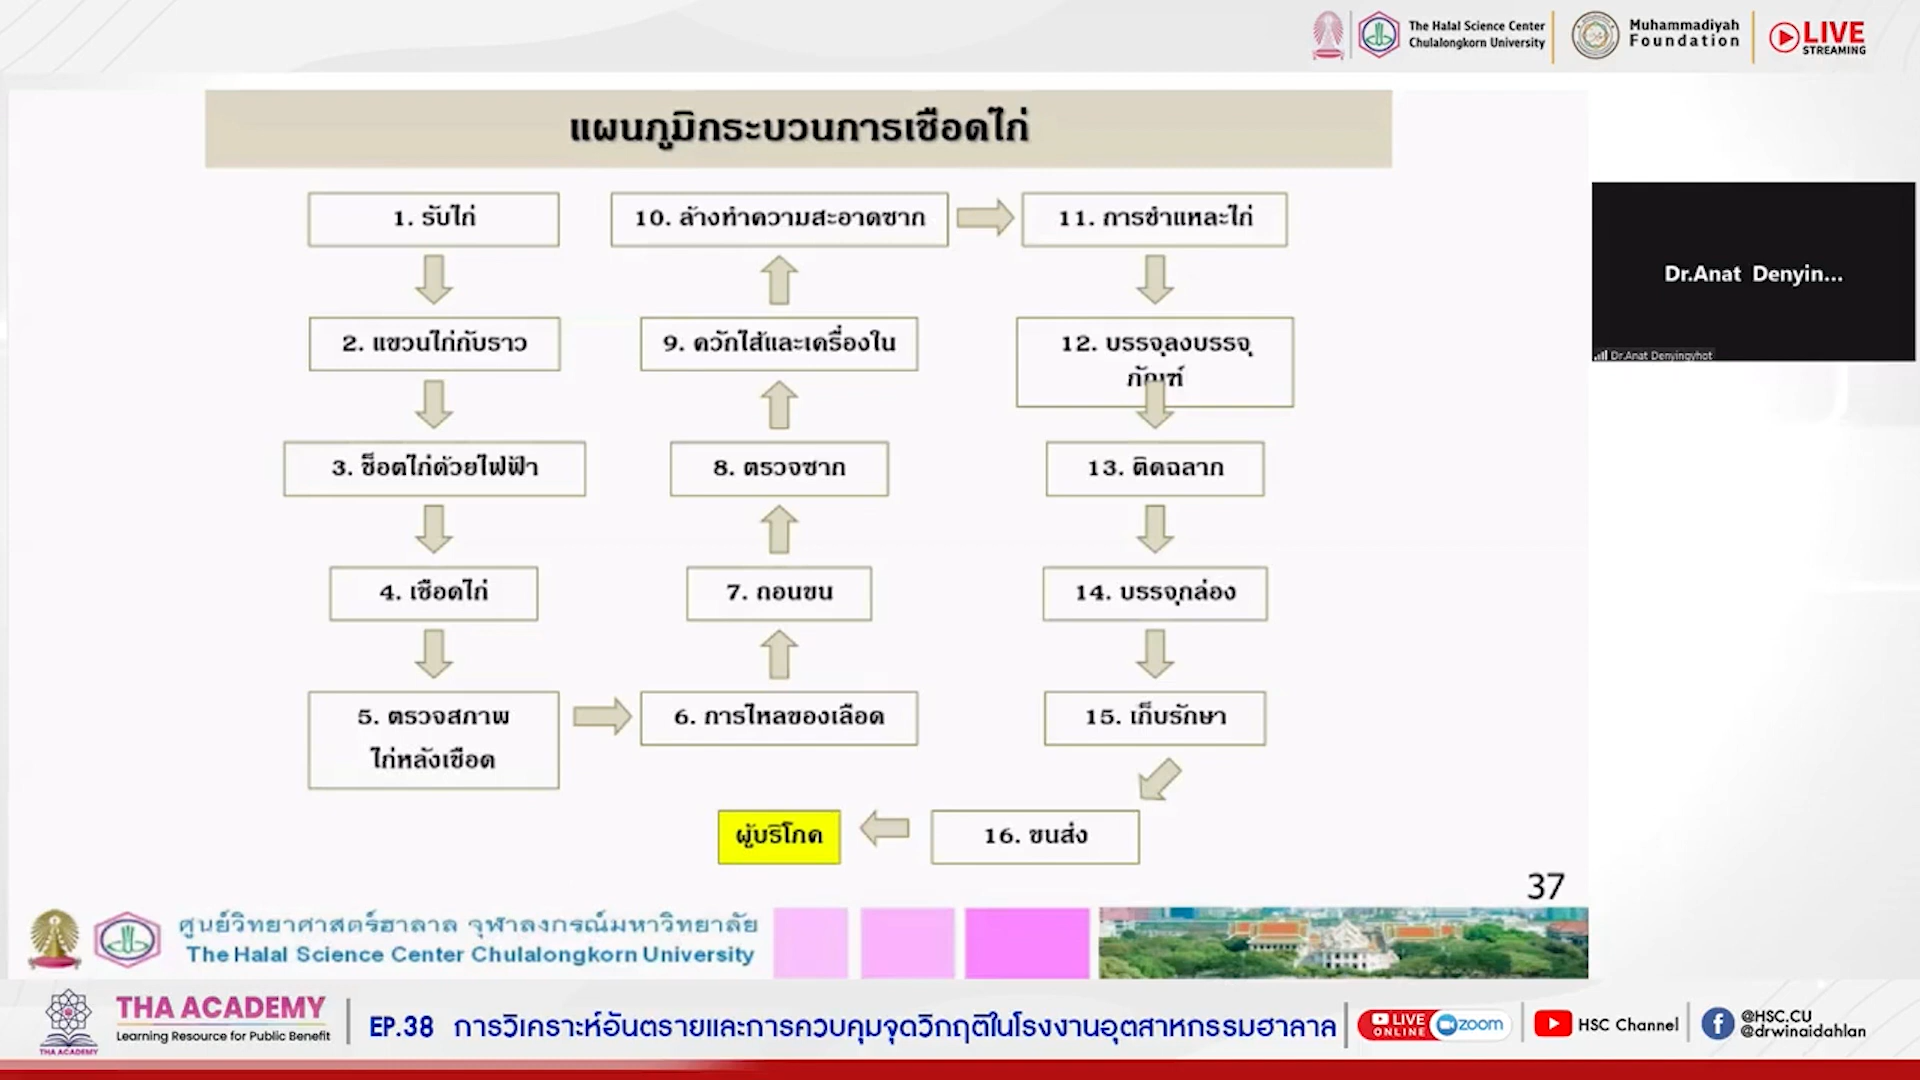 The Halal Science Center
Chulalongkorn University
Muhammadiyah
Foundation
LIVE
STREAMING
แผนภูมิกระบวนการเชือดไก่
1. รับไก่
2. แขวนไก่กับราว
3. ช็อตไก่ด้วยไฟฟ้า
4. เชือดไก่
5. ตรวจสภาพ
ไก่หลังเชือด
6. การไหลของเลือด
7. ถอนขน
8. ตรวจซาก
9. ควักไส้และเครื่องใน
10. ล้างทำความสะอาดซาก
11. การชำแหละไก่
12. บรรจุลงบรรจุ
ภัณฑ์
13. ติดฉลาก
14. บรรจุกล่อง
15. เก็บรักษา
16. ขนส่ง
ผู้บริโภค
37
Dr.Anat Denyin...
Dr.Anat Denyingyhot
ศูนย์วิทยาศาสตร์ฮาลาล จุฬาลงกรณ์มหาวิทยาลัย
The Halal Science Center Chulalongkorn University
THA ACADEMY
Learning Resource for Public Benefit
THA ACADEMY
EP.38 การวิเคราะห์อันตรายและการควบคุมจุดวิกฤติในโรงงานอุตสาหกรรมฮาลาล
LIVE
ONLINE
zoom
HSC Channel
@HSC.CU
@drwinaidahlan